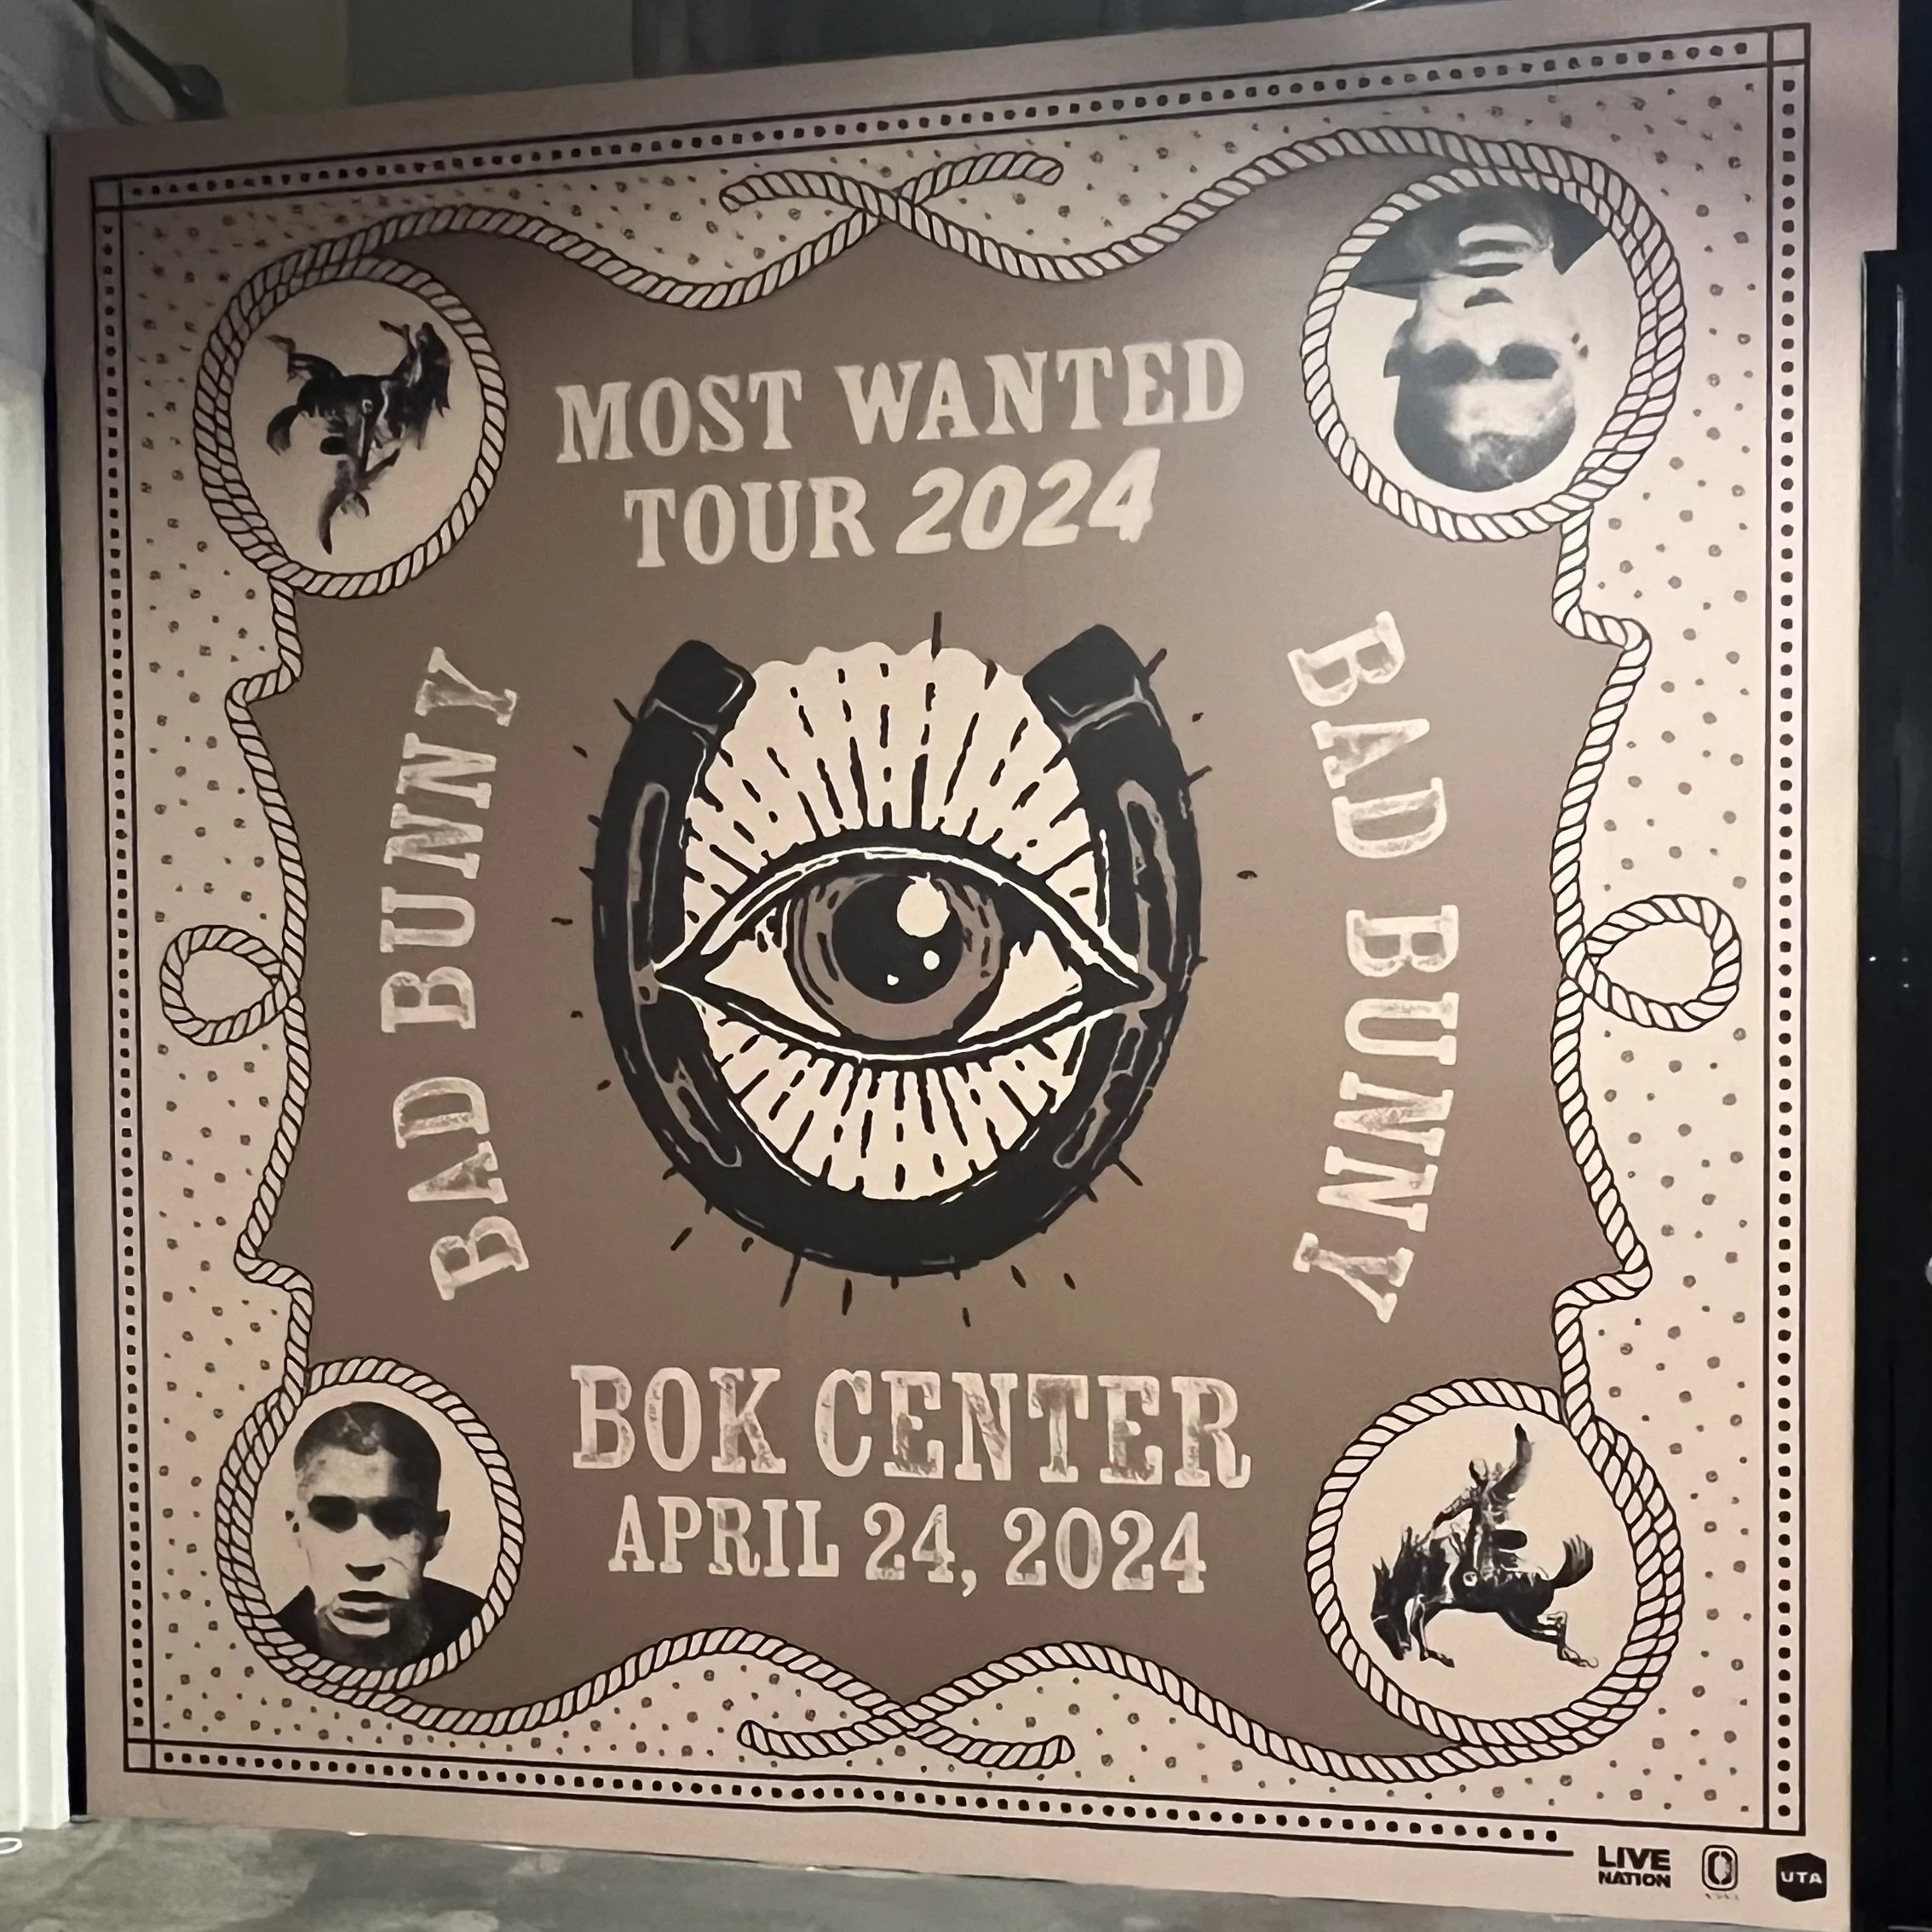 MOST WANTED
TOUR 2024
BAD BUNNY
BAD BUNNY
BOK CENTER
APRIL 24, 2024
LIVE
NATION
UTA